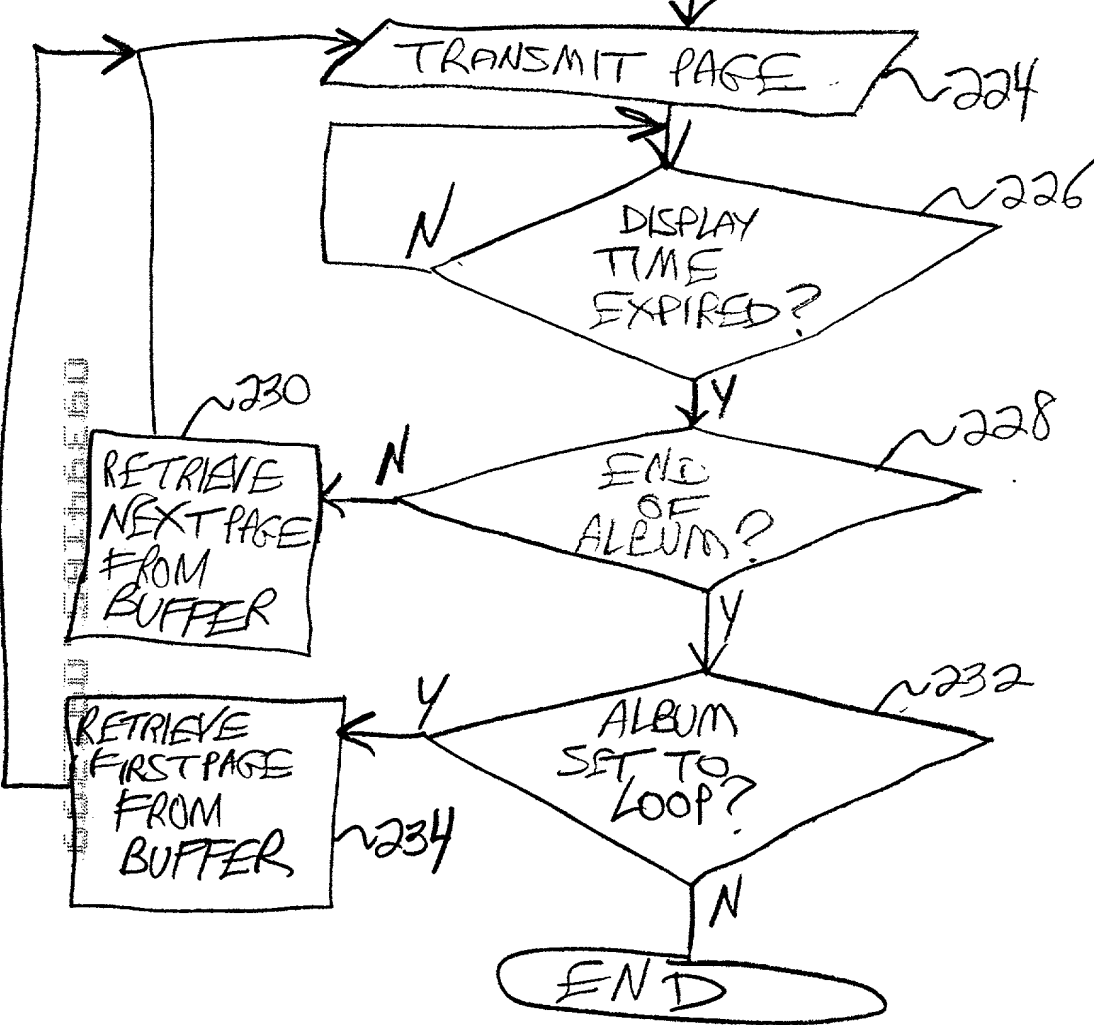 TRANSMIT PAGE
224
226
N
DISPLAY
TIME
EXPIRED?
Y
230
228
N
RETRIEVE
NEXT PAGE
FROM
BUFFER
END
OF
ALBUM?
Y
232
Y
RETRIEVE
FIRST PAGE
FROM
BUFFER
234
ALBUM
SET TO
LOOP?
N
END